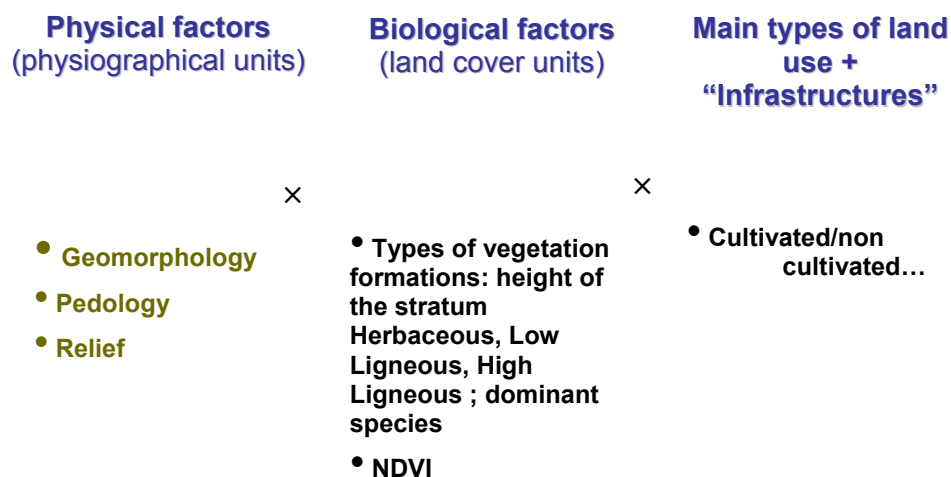 Physical factors
(physiographical units)
Biological factors
(land cover units)
Main types of land
use +
“Infrastructures”
×
×
• Geomorphology
• Pedology
• Relief
• Types of vegetation
formations: height of
the stratum
Herbaceous, Low
Ligneous, High
Ligneous ; dominant
species
• NDVI
• Cultivated/non
cultivated…